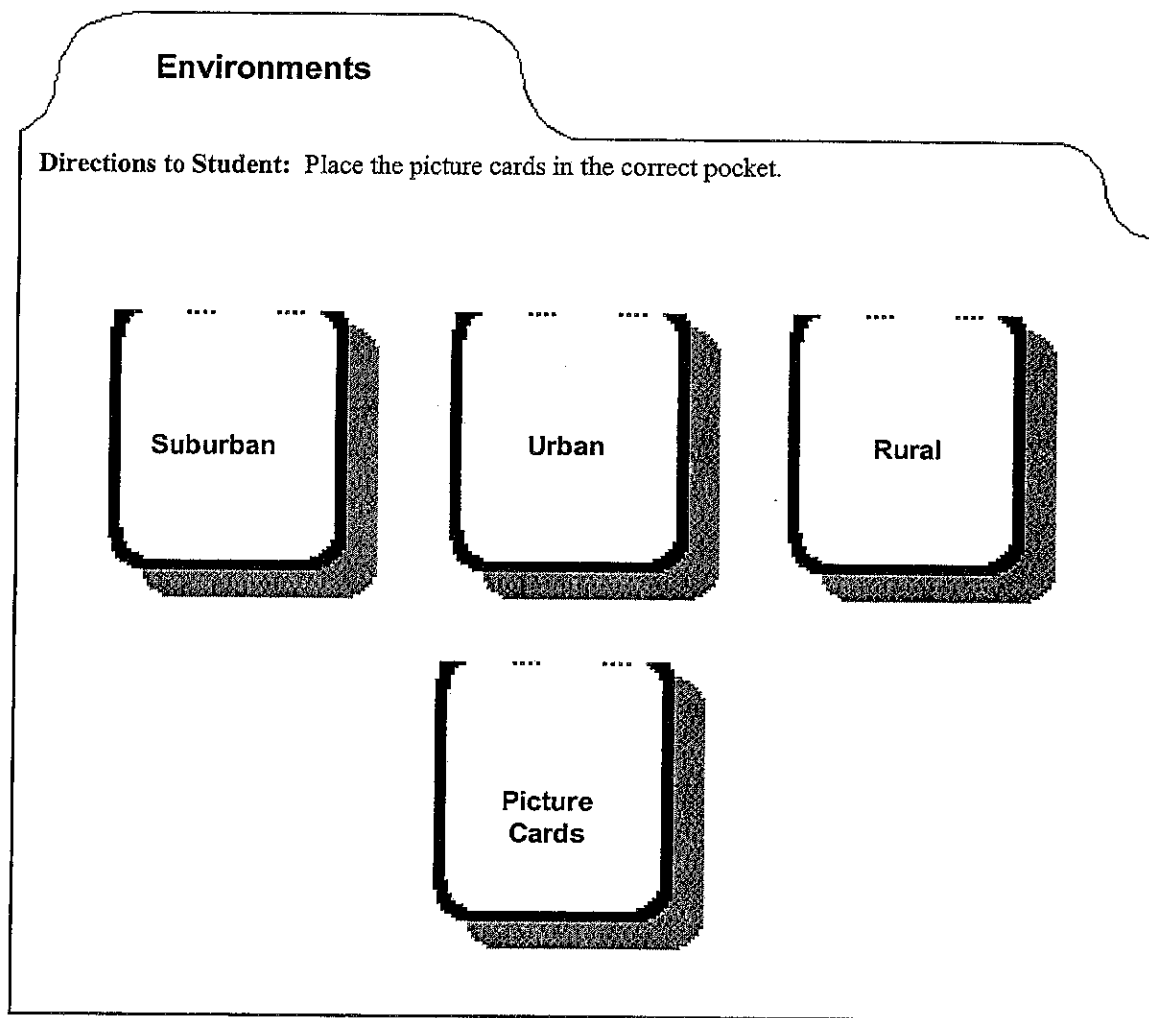 Environments
Directions to Student: Place the picture cards in the correct pocket.
Suburban
Urban
Rural
Picture
Cards